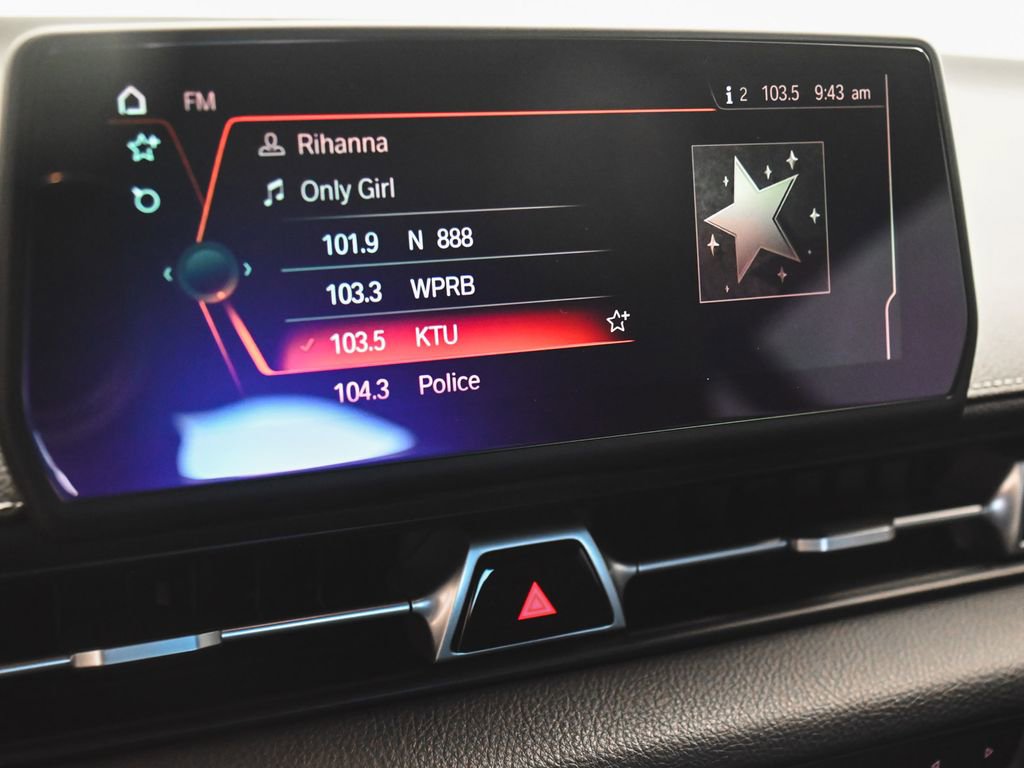 FM
i 2 103.5 9:43 am
Rihanna
Only Girl
101.9 N 888
103.3 WPRB
103.5 KTU
104.3 Police